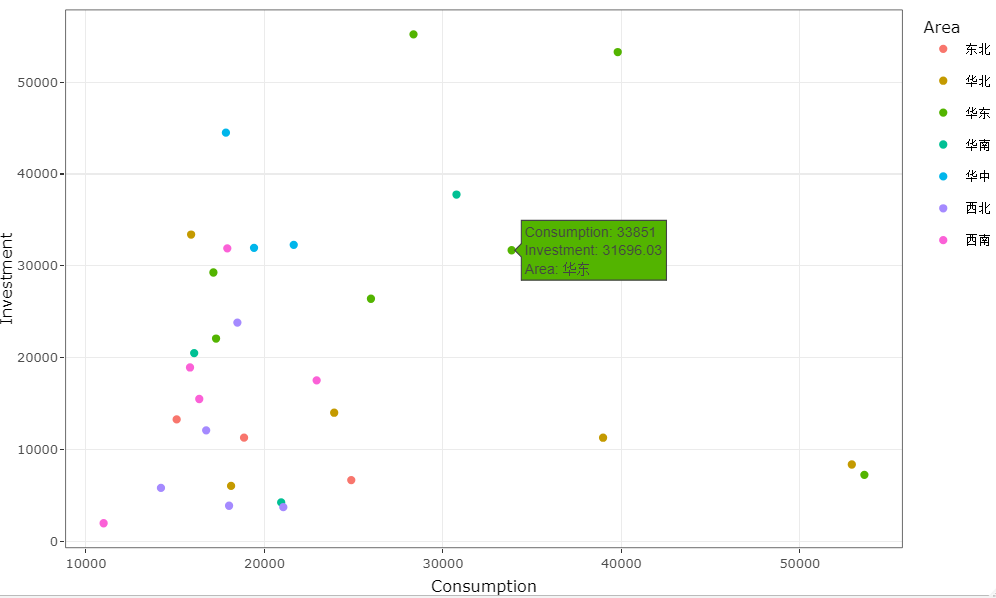 Area
东北
华北
华东
华南
华中
西北
西南
50000
40000
30000
20000
10000
0
Investment
Consumption: 33851
Investment: 31696.03
Area: 华东
10000 20000 30000 40000 50000
Consumption